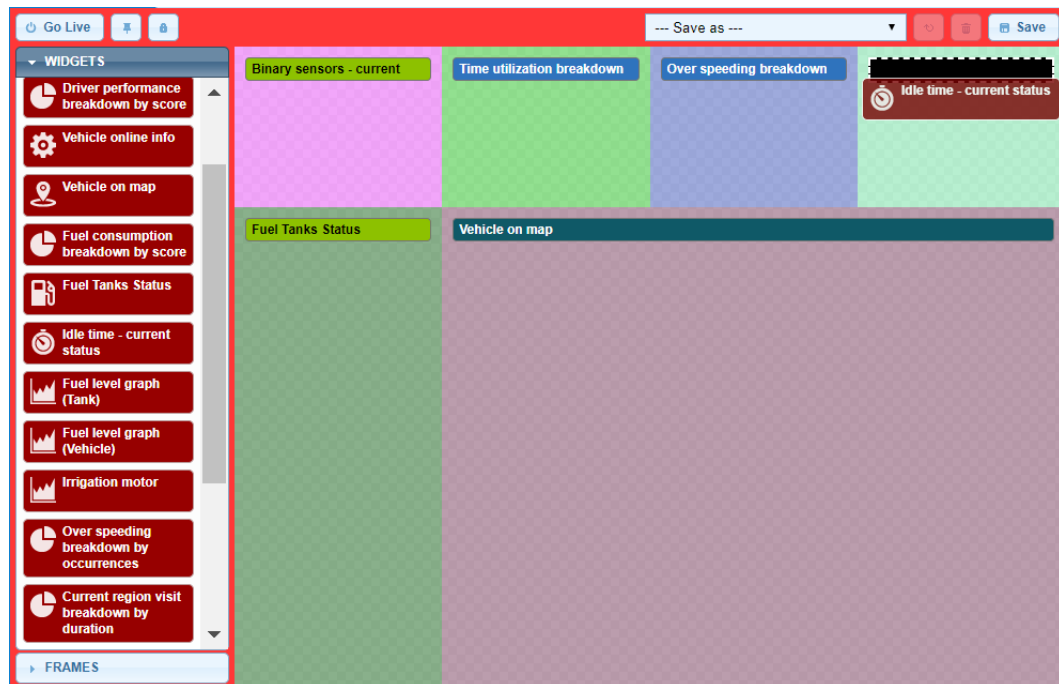 Go Live
--- Save as ---
Save
WIDGETS
Driver performance
breakdown by score
Vehicle online info
Vehicle on map
Fuel consumption
breakdown by score
Fuel Tanks Status
Idle time - current
status
Fuel level graph
(Tank)
Fuel level graph
(Vehicle)
Irrigation motor
Over speeding
breakdown by
occurrences
Current region visit
breakdown by
duration
FRAMES
Binary sensors - current
Time utilization breakdown
Over speeding breakdown
Idle time - current status
Fuel Tanks Status
Vehicle on map